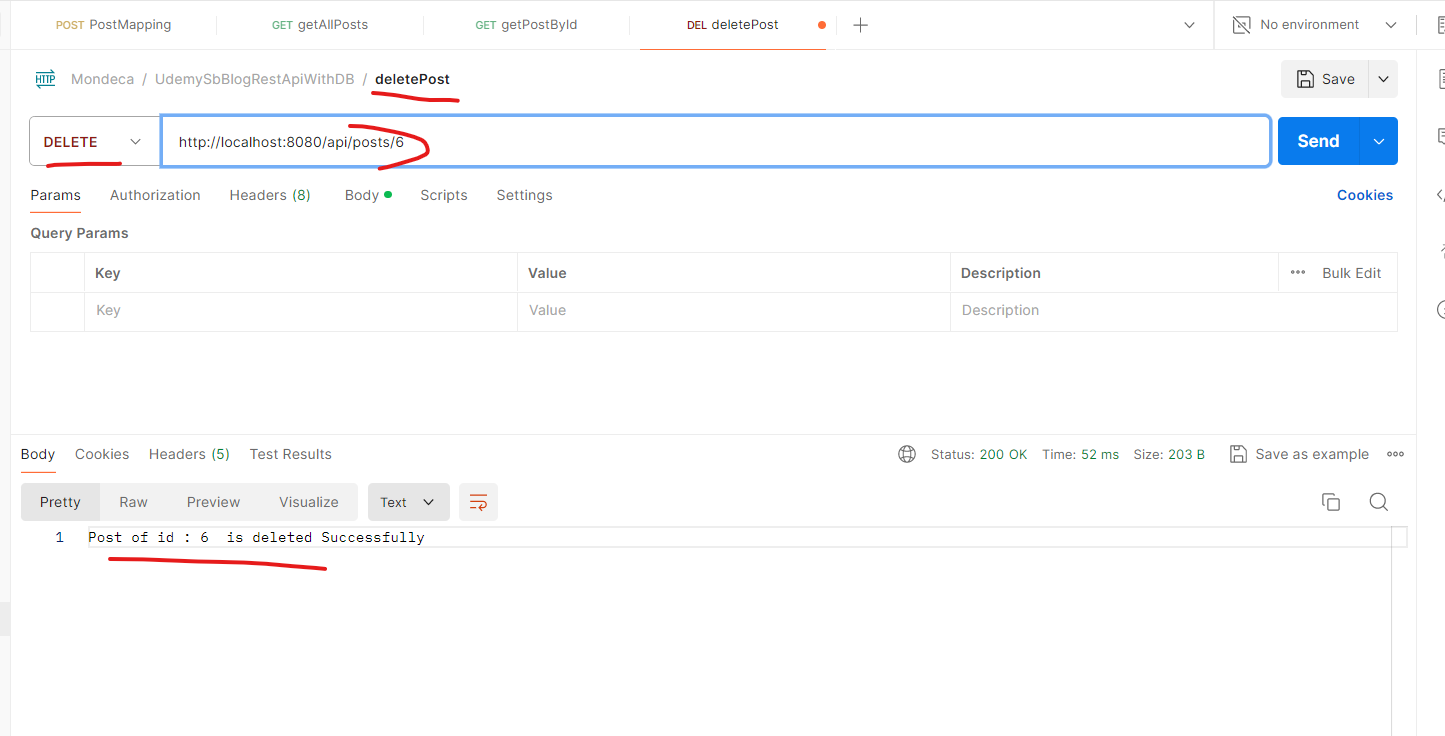 POST PostMapping GET getAllPosts GET getPostById DEL deletePost No environment
HTTP Mondeca / UdemySbBlogRestApiWithDB / deletePost Save
DELETE http://localhost:8080/api/posts/6 Send
Params Authorization Headers (8) Body Scripts Settings Cookies
Query Params
Key Value Description Bulk Edit
Key Value Description
Body Cookies Headers (5) Test Results Status: 200 OK Time: 52 ms Size: 203 B Save as example
Pretty Raw Preview Visualize Text
1 Post of id : 6  is deleted Successfully